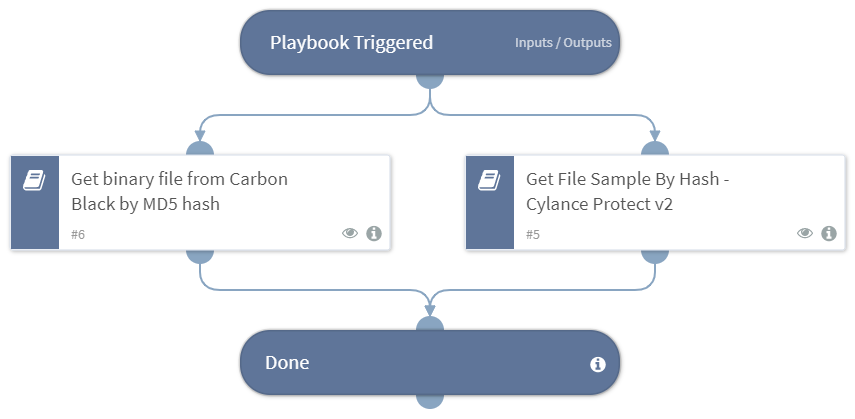 Playbook Triggered
Inputs / Outputs
Get binary file from Carbon
Black by MD5 hash
#6
Get File Sample By Hash -
Cylance Protect v2
#5
Done